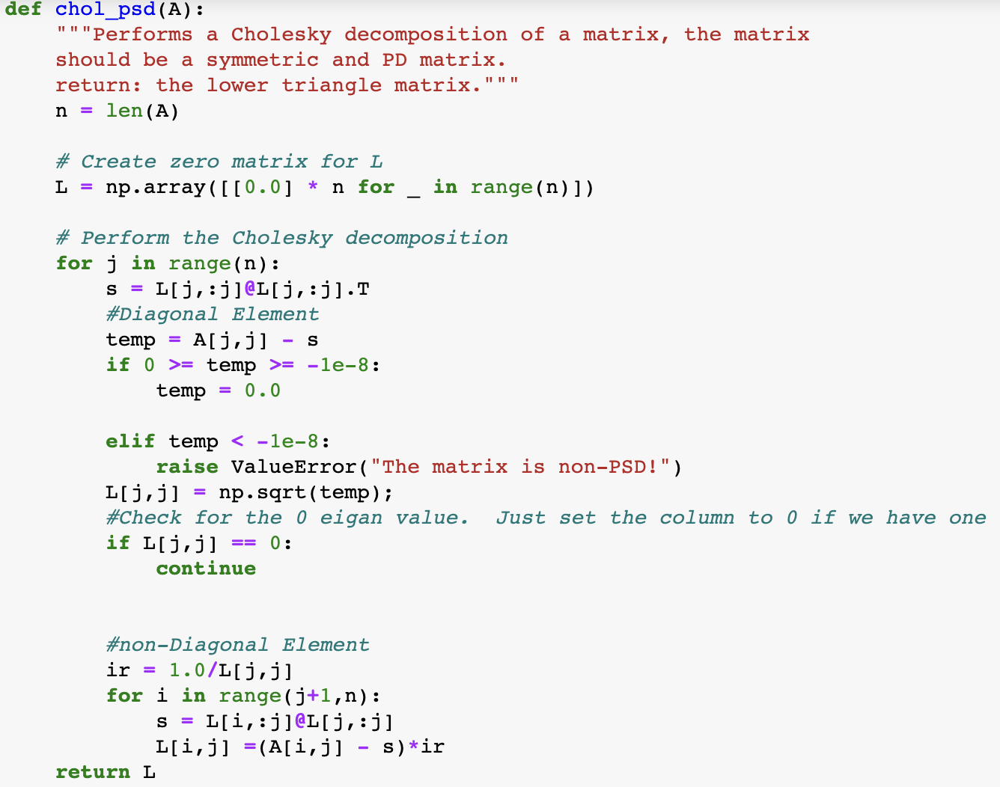 def chol_psd(A):
    """Performs a Cholesky decomposition of a matrix, the matrix
    should be a symmetric and PD matrix.
    return: the lower triangle matrix."""
    n = len(A)

    # Create zero matrix for L
    L = np.array([[0.0] * n for _ in range(n)])

    # Perform the Cholesky decomposition
    for j in range(n):
        s = L[j,:j]@L[j,:j].T
        #Diagonal Element
        temp = A[j,j] - s
        if 0 >= temp >= -1e-8:
            temp = 0.0

        elif temp < -1e-8:
            raise ValueError("The matrix is non-PSD!")
        L[j,j] = np.sqrt(temp);
        #Check for the 0 eigan value.  Just set the column to 0 if we have one
        if L[j,j] == 0:
            continue


        #non-Diagonal Element
        ir = 1.0/L[j,j]
        for i in range(j+1,n):
            s = L[i,:j]@L[j,:j]
            L[i,j] =(A[i,j] - s)*ir
    return L